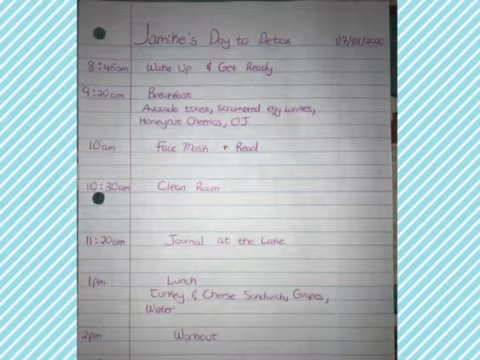 Jamihe's Day to Detox 07/08/2020
8:45am Wake Up & Get Ready
9:20am Breakfast
Avocado toast, scrambled egg whites,
Honeynut Cheerios, OJ
10am Face Mask + Read
10:30am Clean Room
11:20am Journal at the Lake
1pm Lunch
Turkey & Cheese Sandwich, Grapes,
Water
2pm Workout